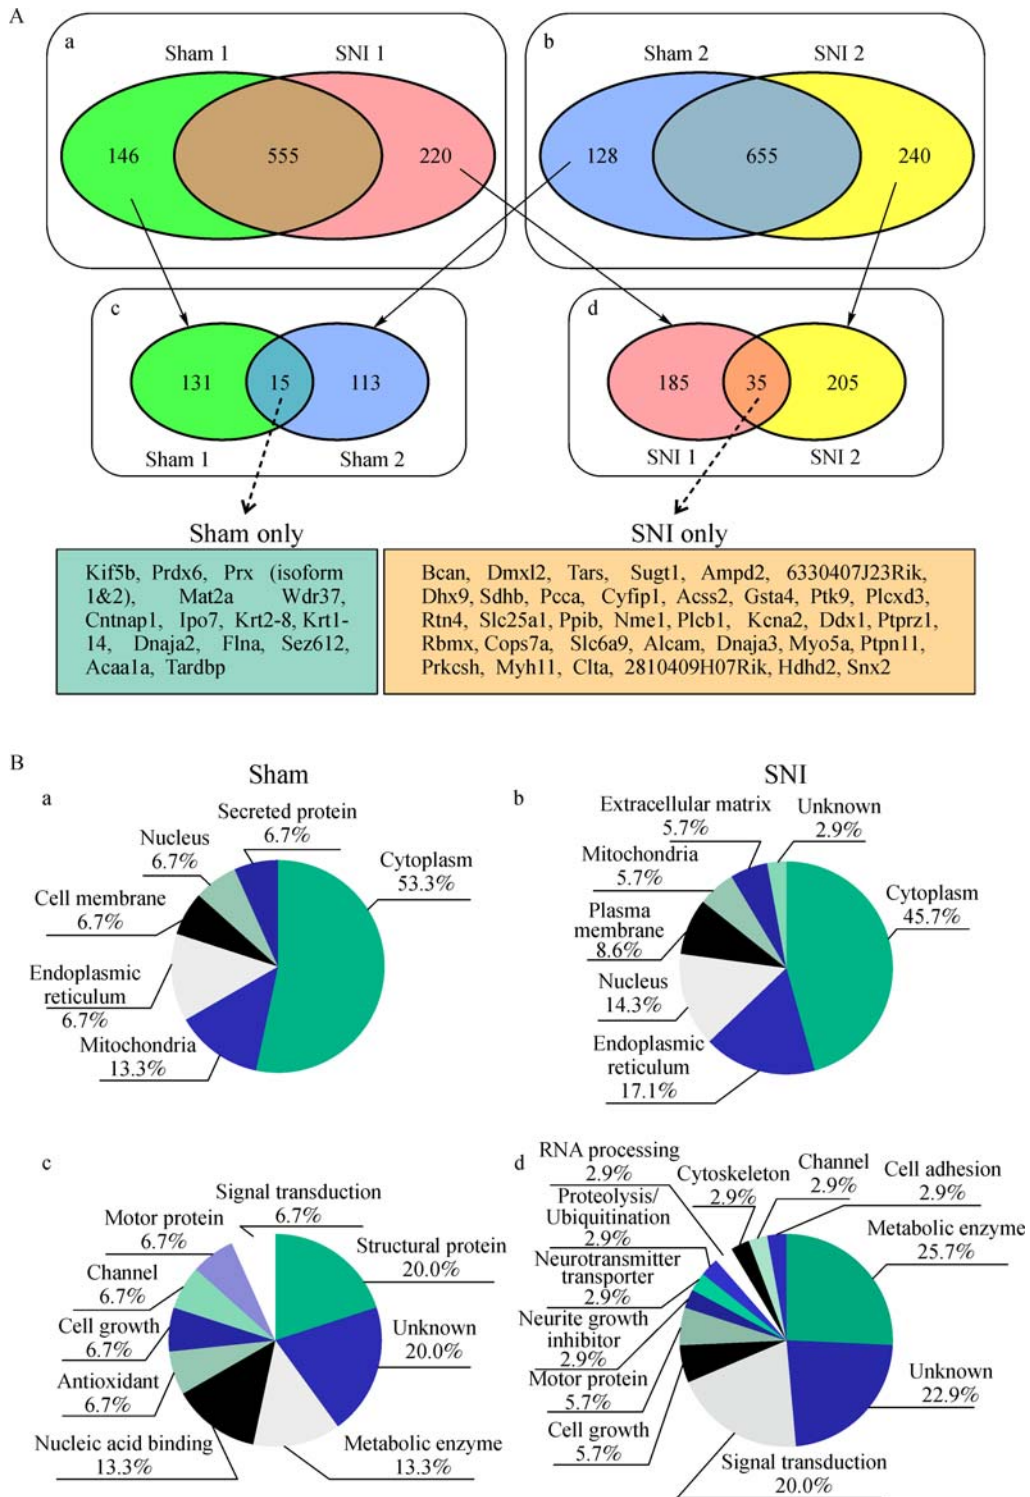 A
a
Sham 1
SNI 1
146
555
220
b
Sham 2
SNI 2
128
655
240
c
131
15
113
Sham 1
Sham 2
d
185
35
205
SNI 1
SNI 2
Sham only
Kif5b, Prdx6, Prx (isoform
1&2), Mat2a Wdr37,
Cntnap1, Ipo7, Krt2-8, Krt1-
14, Dnaja2, Flna, Sez612,
Acaa1a, Tardbp
SNI only
Bcan, Dmxl2, Tars, Sugt1, Ampd2, 6330407J23Rik,
Dhx9, Sdhb, Pcca, Cyfip1, Acss2, Gsta4, Ptk9, Plcxd3,
Rtn4, Slc25a1, Ppib, Nme1, Plcb1, Kcna2, Ddx1, Ptprz1,
Rbmx, Cops7a, Slc6a9, Alcam, Dnaja3, Myo5a, Ptpn11,
Prkcsh, Myh11, Clta, 2810409H07Rik, Hdhd2, Snx2
B
Sham
a
Secreted protein
6.7%
Nucleus
6.7%
Cytoplasm
53.3%
Cell membrane
6.7%
Endoplasmic
reticulum
6.7%
Mitochondria
13.3%
SNI
b
Extracellular matrix
5.7%
Unknown
2.9%
Mitochondria
5.7%
Cytoplasm
45.7%
Plasma
membrane
8.6%
Nucleus
14.3%
Endoplasmic
reticulum
17.1%
c
Signal transduction
6.7%
Motor protein
6.7%
Structural protein
20.0%
Channel
6.7%
Cell growth
6.7%
Unknown
20.0%
Antioxidant
6.7%
Nucleic acid binding
13.3%
Metabolic enzyme
13.3%
d
RNA processing
2.9%
Cytoskeleton
2.9%
Channel
2.9%
Cell adhesion
2.9%
Proteolysis/
Ubiquitination
2.9%
Metabolic enzyme
25.7%
Neurotransmitter
transporter
2.9%
Neurite growth
inhibitor
2.9%
Motor protein
5.7%
Unknown
22.9%
Cell growth
5.7%
Signal transduction
20.0%